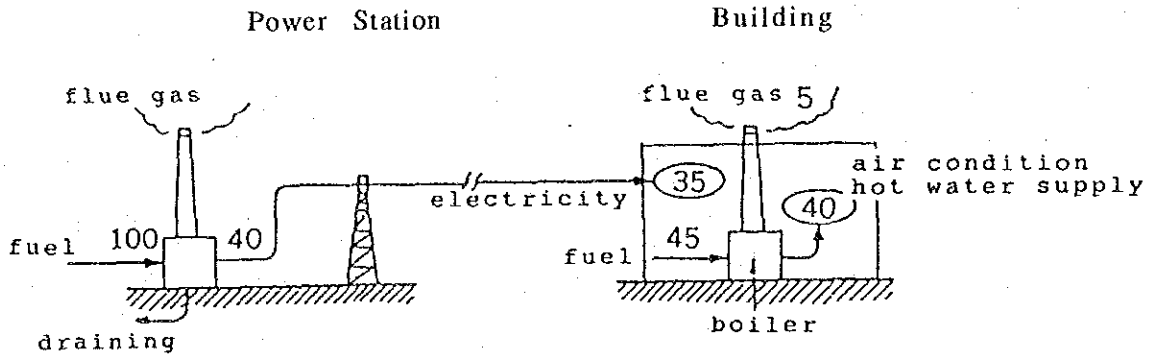 Power Station
Building
flue gas
flue gas 5
air condition
hot water supply
35
electricity
40
fuel
100
40
fuel
45
boiler
draining